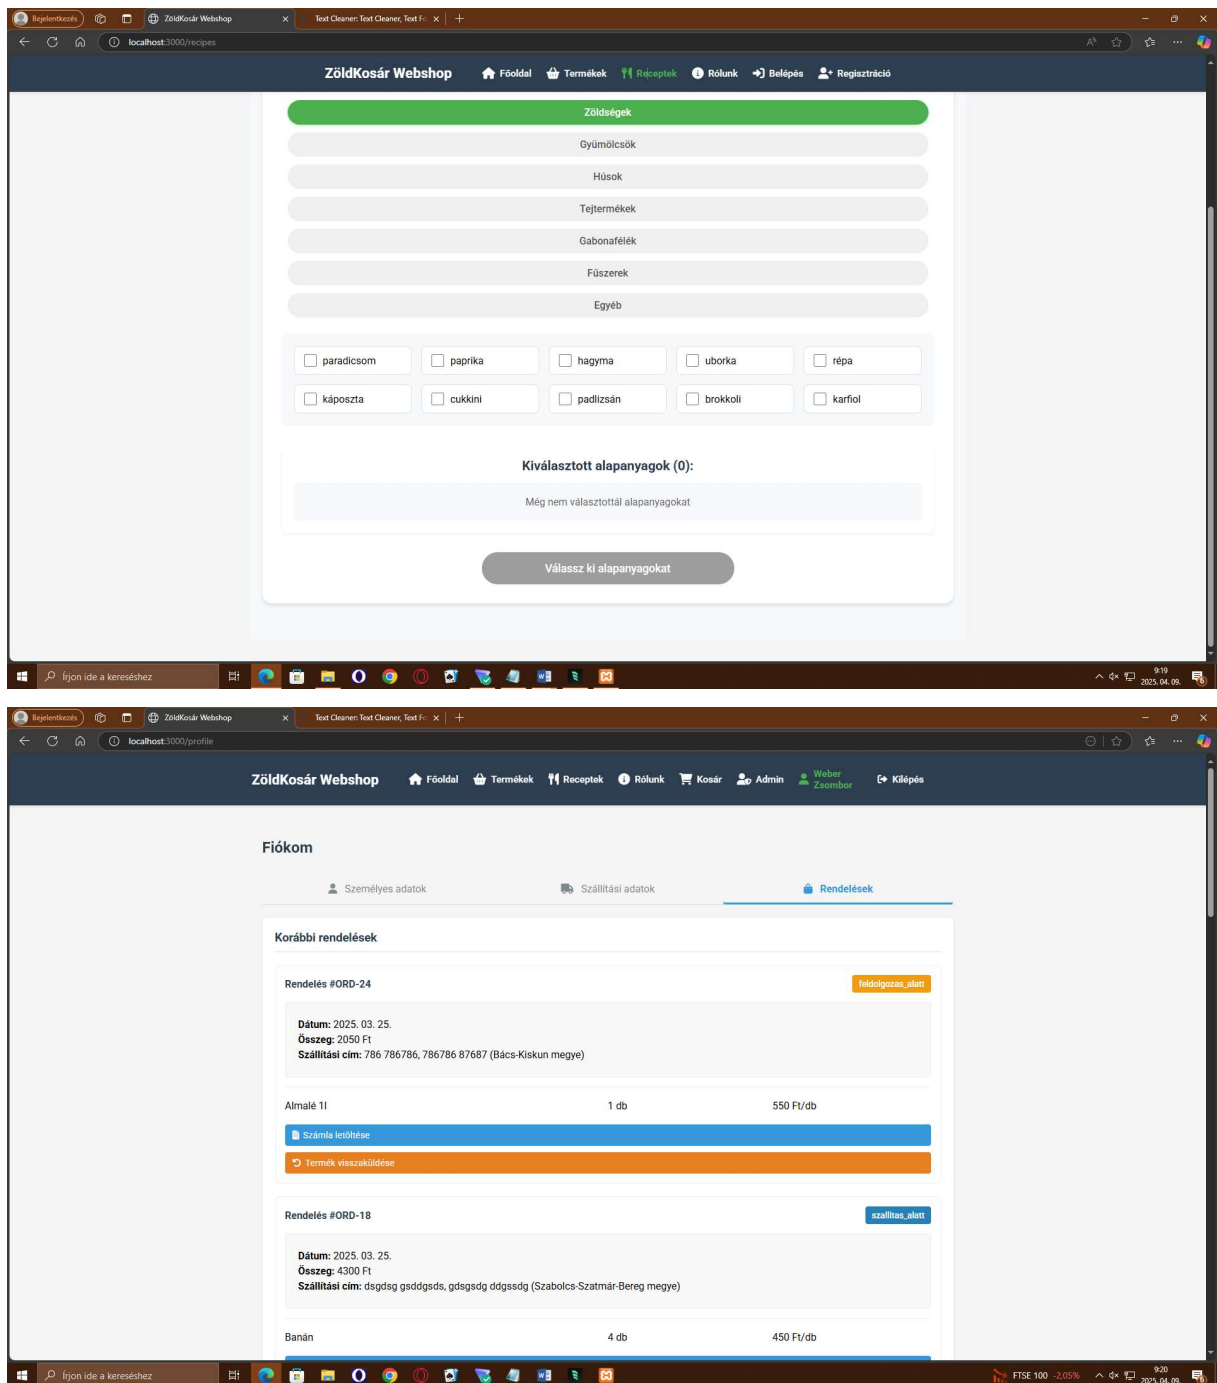 Bejelentkezés ZöldKosár Webshop Text Cleaner: Text Cleaner, Text Fo
localhost:3000/recipes
ZöldKosár Webshop Főoldal Termékek Receptek Rólunk Belépés Regisztráció
Zöldségek
Gyümölcsök
Húsok
Tejtermékek
Gabonafélék
Fűszerek
Egyéb
paradicsom paprika hagyma uborka répa
káposzta cukkini padlizsán brokkoli karfiol
Kiválasztott alapanyagok (0):
Még nem választottál alapanyagokat
Válassz ki alapanyagokat
Írjon ide a kereséshez
9:19
2025. 04. 09.
Bejelentkezés ZöldKosár Webshop Text Cleaner: Text Cleaner, Text Fo
localhost:3000/profile
ZöldKosár Webshop Főoldal Termékek Receptek Rólunk Kosár Admin Weber Zsombor Kilépés
Fiókom
Személyes adatok Szállítási adatok Rendelések
Korábbi rendelések
Rendelés #ORD-24 feldolgozas_alatt
Dátum: 2025. 03. 25.
Összeg: 2050 Ft
Szállítási cím: 786 786786, 786786 87687 (Bács-Kiskun megye)
Almalé 1l 1 db 550 Ft/db
Számla letöltése
Termék visszaküldése
Rendelés #ORD-18 szallitas_alatt
Dátum: 2025. 03. 25.
Összeg: 4300 Ft
Szállítási cím: dsgdsg gsddgsds, gdsgsdg ddgssdg (Szabolcs-Szatmár-Bereg megye)
Banán 4 db 450 Ft/db
Írjon ide a kereséshez
FTSE 100 -2,05%
9:20
2025. 04. 09.